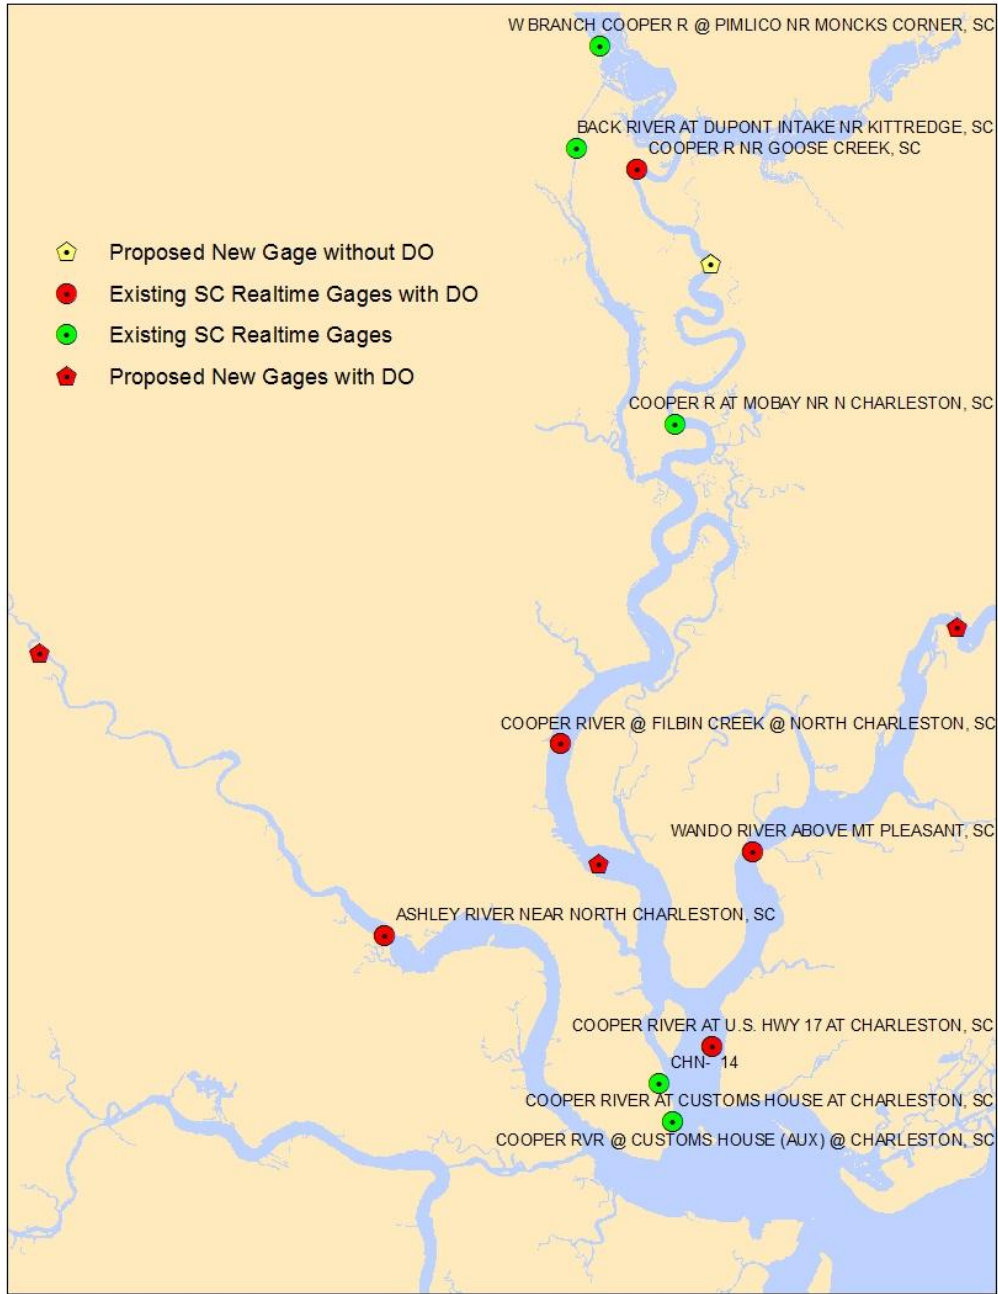 W BRANCH COOPER R @ PIMLICO NR MONCKS CORNER, SC
BACK RIVER AT DUPONT INTAKE NR KITTREDGE, SC
COOPER R NR GOOSE CREEK, SC
Proposed New Gage without DO
Existing SC Realtime Gages with DO
Existing SC Realtime Gages
Proposed New Gages with DO
COOPER R AT MOBAY NR N CHARLESTON, SC
COOPER RIVER @ FILBIN CREEK @ NORTH CHARLESTON, SC
WANDO RIVER ABOVE MT PLEASANT, SC
ASHLEY RIVER NEAR NORTH CHARLESTON, SC
COOPER RIVER AT U.S. HWY 17 AT CHARLESTON, SC
CHN- 14
COOPER RIVER AT CUSTOMS HOUSE AT CHARLESTON, SC
COOPER RVR @ CUSTOMS HOUSE (AUX) @ CHARLESTON, SC